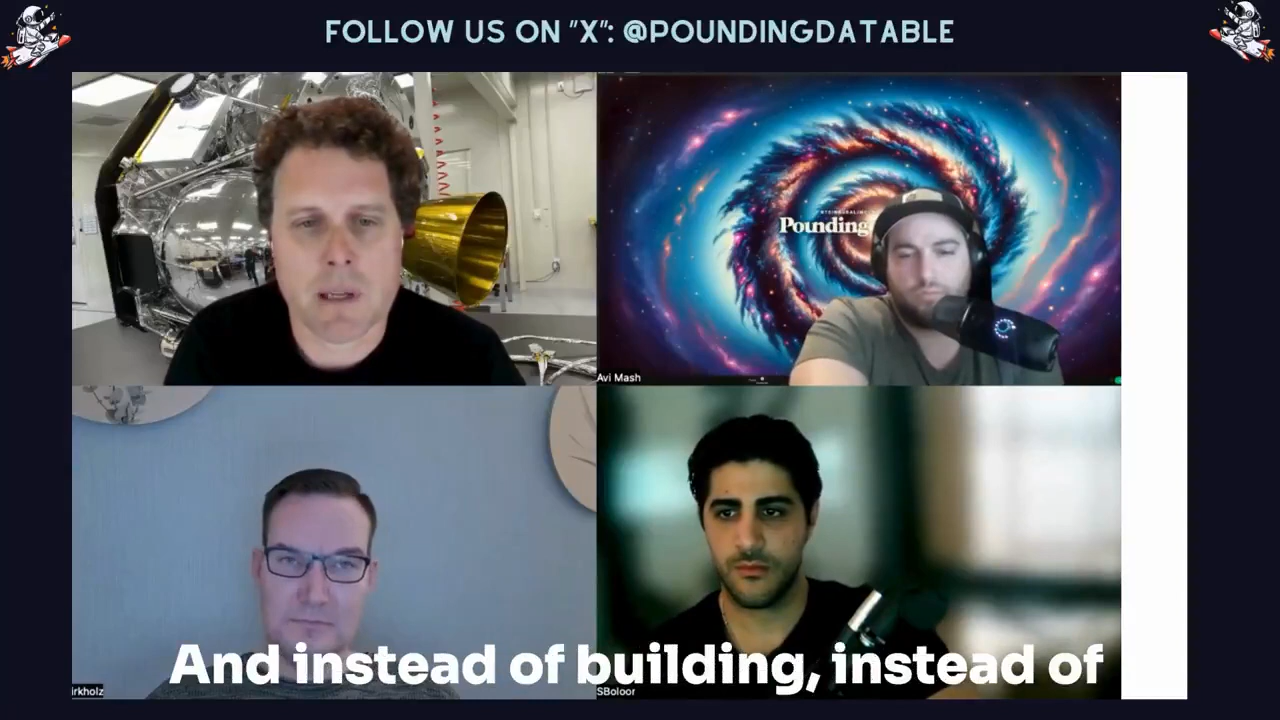 FOLLOW US ON "X": @POUNDINGDATABLE
Pounding
Avi Mash
And instead of building, instead of
irkholz
SBoloor